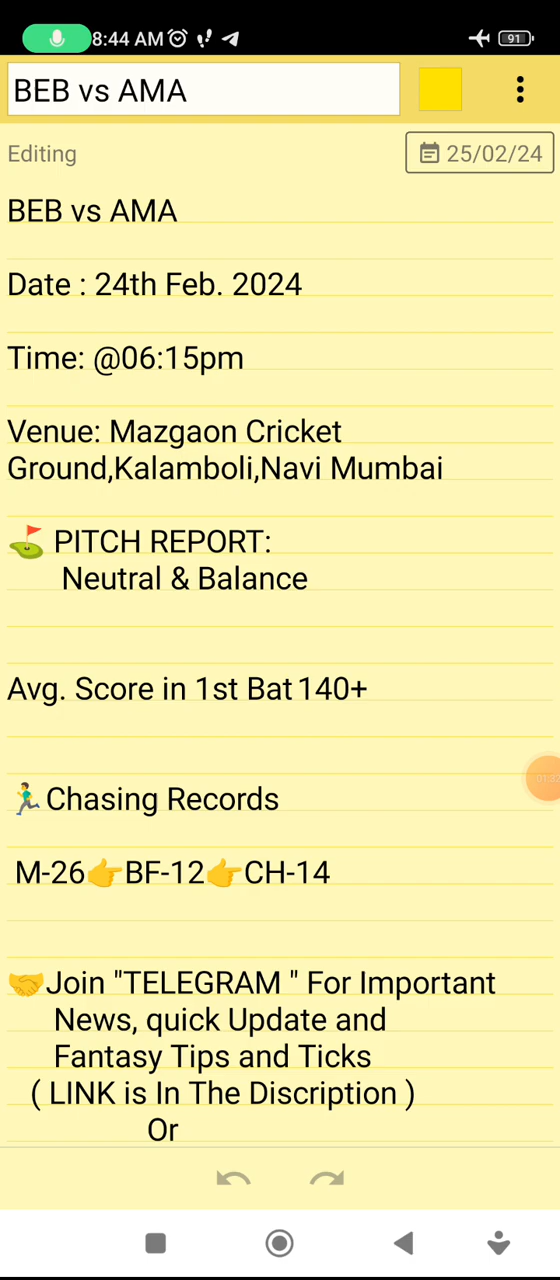 8:44 AM
91
BEB vs AMA
Editing
25/02/24
BEB vs AMA
Date : 24th Feb. 2024
Time: @06:15pm
Venue: Mazgaon Cricket
Ground,Kalamboli,Navi Mumbai
⛳ PITCH REPORT:
Neutral & Balance
Avg. Score in 1st Bat 140+
🏃‍♂️Chasing Records
M-26👉BF-12👉CH-14
🤝Join "TELEGRAM " For Important
News, quick Update and
Fantasy Tips and Ticks
( LINK is In The Discription )
Or